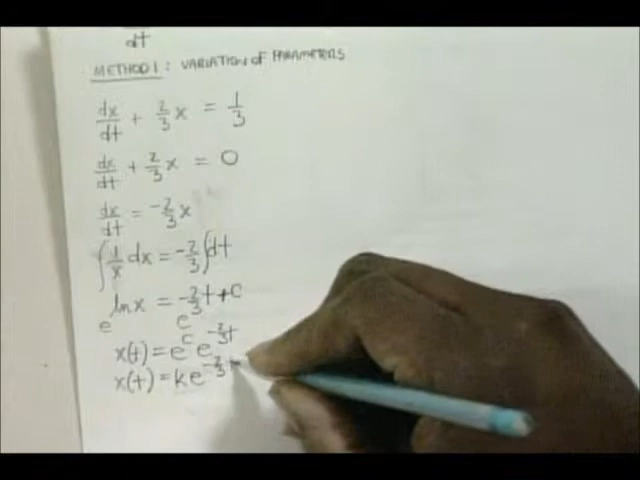 dt
METHOD 1: VARIATION of PARAMETERS
dx/dt + 2/3 x = 1/3
dx/dt + 2/3 x = 0
dx/dt = -2/3 x
∫ 1/x dx = -2/3 ∫ dt
e^{ln x} = e^{-2/3 t + c}
x(t) = e^c e^{-2/3 t}
x(t) = k e^{-2/3